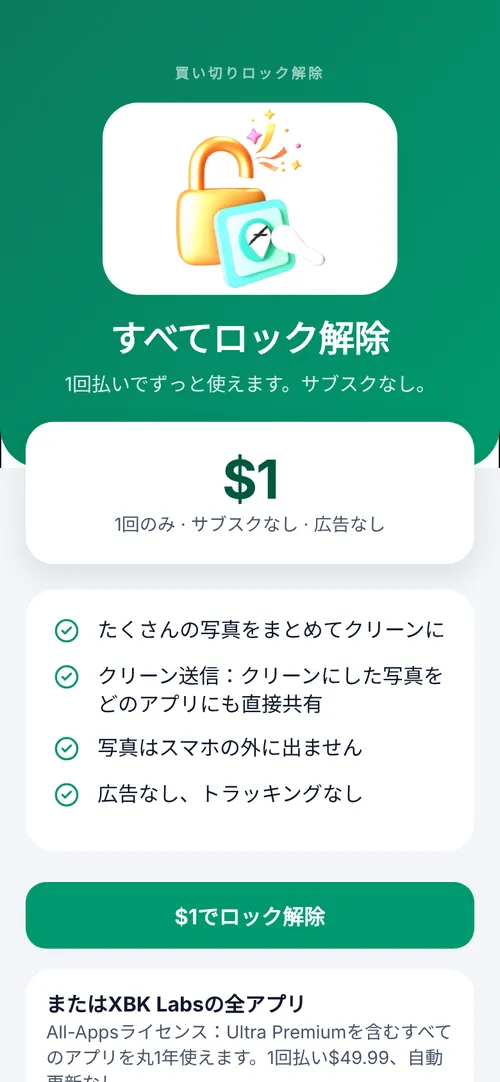 買い切りロック解除
すべてロック解除
1回払いでずっと使えます。サブスクなし。
$1
1回のみ · サブスクなし · 広告なし
たくさんの写真をまとめてクリーンに
クリーン送信：クリーンにした写真を
どのアプリにも直接共有
写真はスマホの外に出ません
広告なし、トラッキングなし
$1でロック解除
またはXBK Labsの全アプリ
All-Appsライセンス：Ultra Premiumを含むすべて
のアプリを丸1年使えます。1回払い$49.99、自動
更新なし